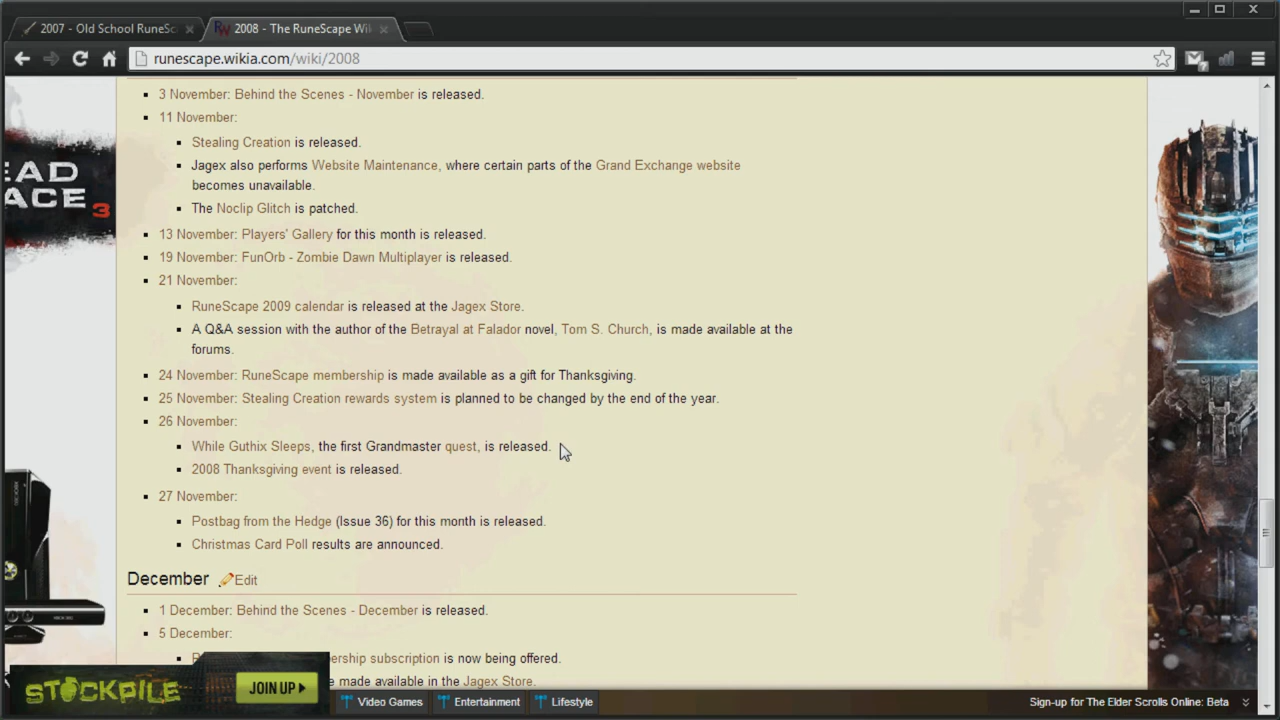 2007 - Old School RuneSc
2008 - The RuneScape Wi
runescape.wikia.com/wiki/2008
7
3 November: Behind the Scenes - November is released.
11 November:
Stealing Creation is released.
Jagex also performs Website Maintenance, where certain parts of the Grand Exchange website
becomes unavailable.
The Noclip Glitch is patched.
13 November: Players' Gallery for this month is released.
19 November: FunOrb - Zombie Dawn Multiplayer is released.
21 November:
RuneScape 2009 calendar is released at the Jagex Store.
A Q&A session with the author of the Betrayal at Falador novel, Tom S. Church, is made available at the
forums.
24 November: RuneScape membership is made available as a gift for Thanksgiving.
25 November: Stealing Creation rewards system is planned to be changed by the end of the year.
26 November:
While Guthix Sleeps, the first Grandmaster quest, is released.
2008 Thanksgiving event is released.
27 November:
Postbag from the Hedge (Issue 36) for this month is released.
Christmas Card Poll results are announced.
December Edit
1 December: Behind the Scenes - December is released.
5 December:
R ership subscription is now being offered.
e made available in the Jagex Store.
EAD
ACE 3
STOCKPILE JOIN UP
Video Games Entertainment Lifestyle
Sign-up for The Elder Scrolls Online: Beta